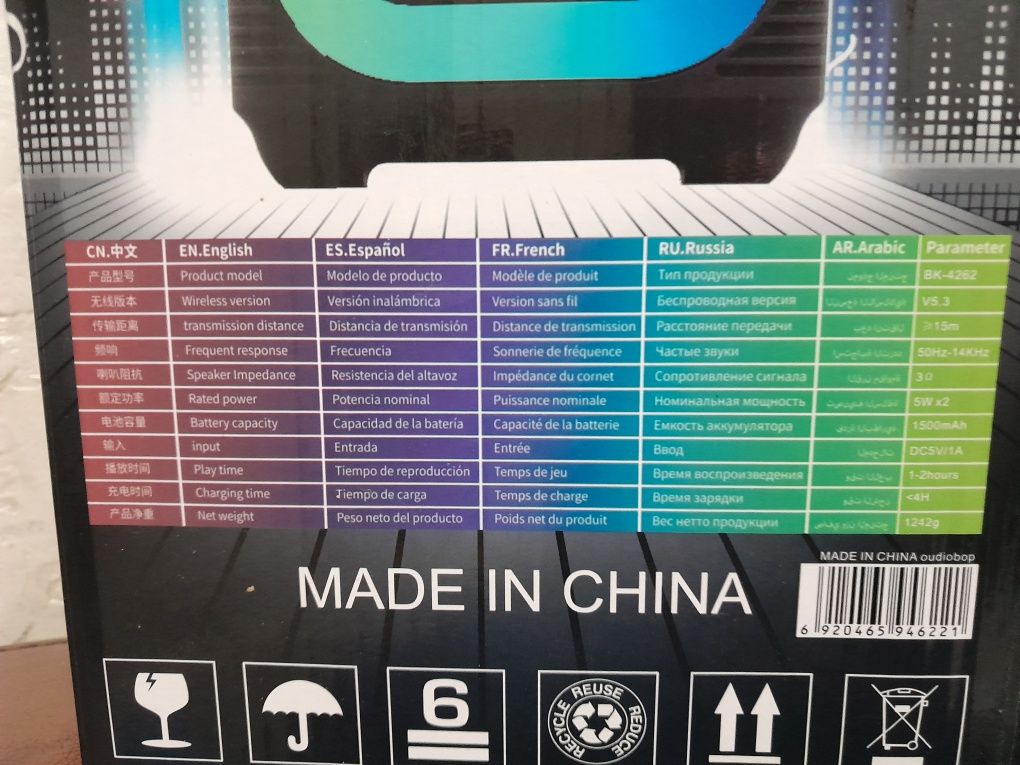 CN.中文 EN.English ES.Español FR.French RU.Russia AR.Arabic Parameter
产品型号 Product model Modelo de producto Modèle de produit Тип продукции BK-4262
无线版本 Wireless version Versión inalámbrica Version sans fil Беспроводная версия V5.3
传输距离 transmission distance Distancia de transmisión Distance de transmission Расстояние передачи ≥15m
频响 Frequent response Frecuencia Sonnerie de fréquence Частые звуки 50Hz-14KHz
喇叭阻抗 Speaker Impedance Resistencia del altavoz Impédance du cornet Сопротивление сигнала 3Ω
额定功率 Rated power Potencia nominal Puissance nominale Номинальная мощность 5W x2
电池容量 Battery capacity Capacidad de la batería Capacité de la batterie Емкость аккумулятора 1500mAh
输入 input Entrada Entrée Ввод DC5V/1A
播放时间 Play time Tiempo de reproducción Temps de jeu Время воспроизведения 1-2hours
充电时间 Charging time Tiempo de carga Temps de charge Время зарядки <4H
产品净重 Net weight Peso neto del producto Poids net du produit Вес нетто продукции 1242g
MADE IN CHINA oudiobop
MADE IN CHINA
6 920465 946221
6
REUSE REDUCE RECYCLE